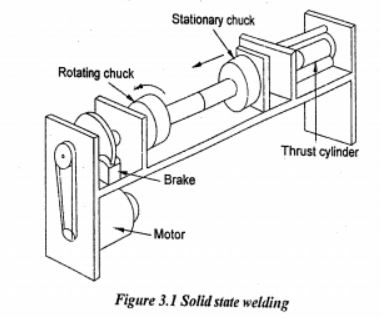 Stationary chuck
Rotating chuck
Thrust cylinder
Brake
Motor
Figure 3.1 Solid state welding